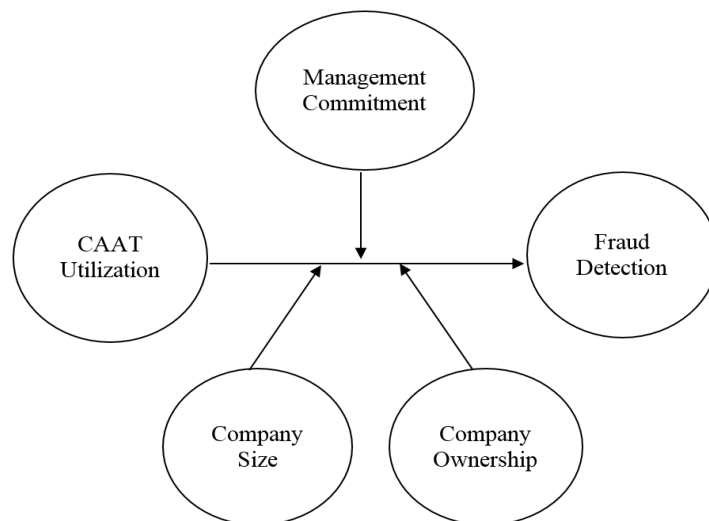 Management
Commitment
CAAT
Utilization
Fraud
Detection
Company
Size
Company
Ownership